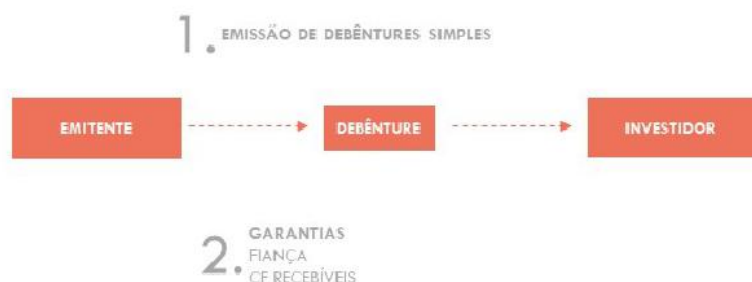 1. EMISSÃO DE DEBÊNTURES SIMPLES
EMITENTE
DEBÊNTURE
INVESTIDOR
2. GARANTIAS
FIANÇA
CF RECEBÍVEIS